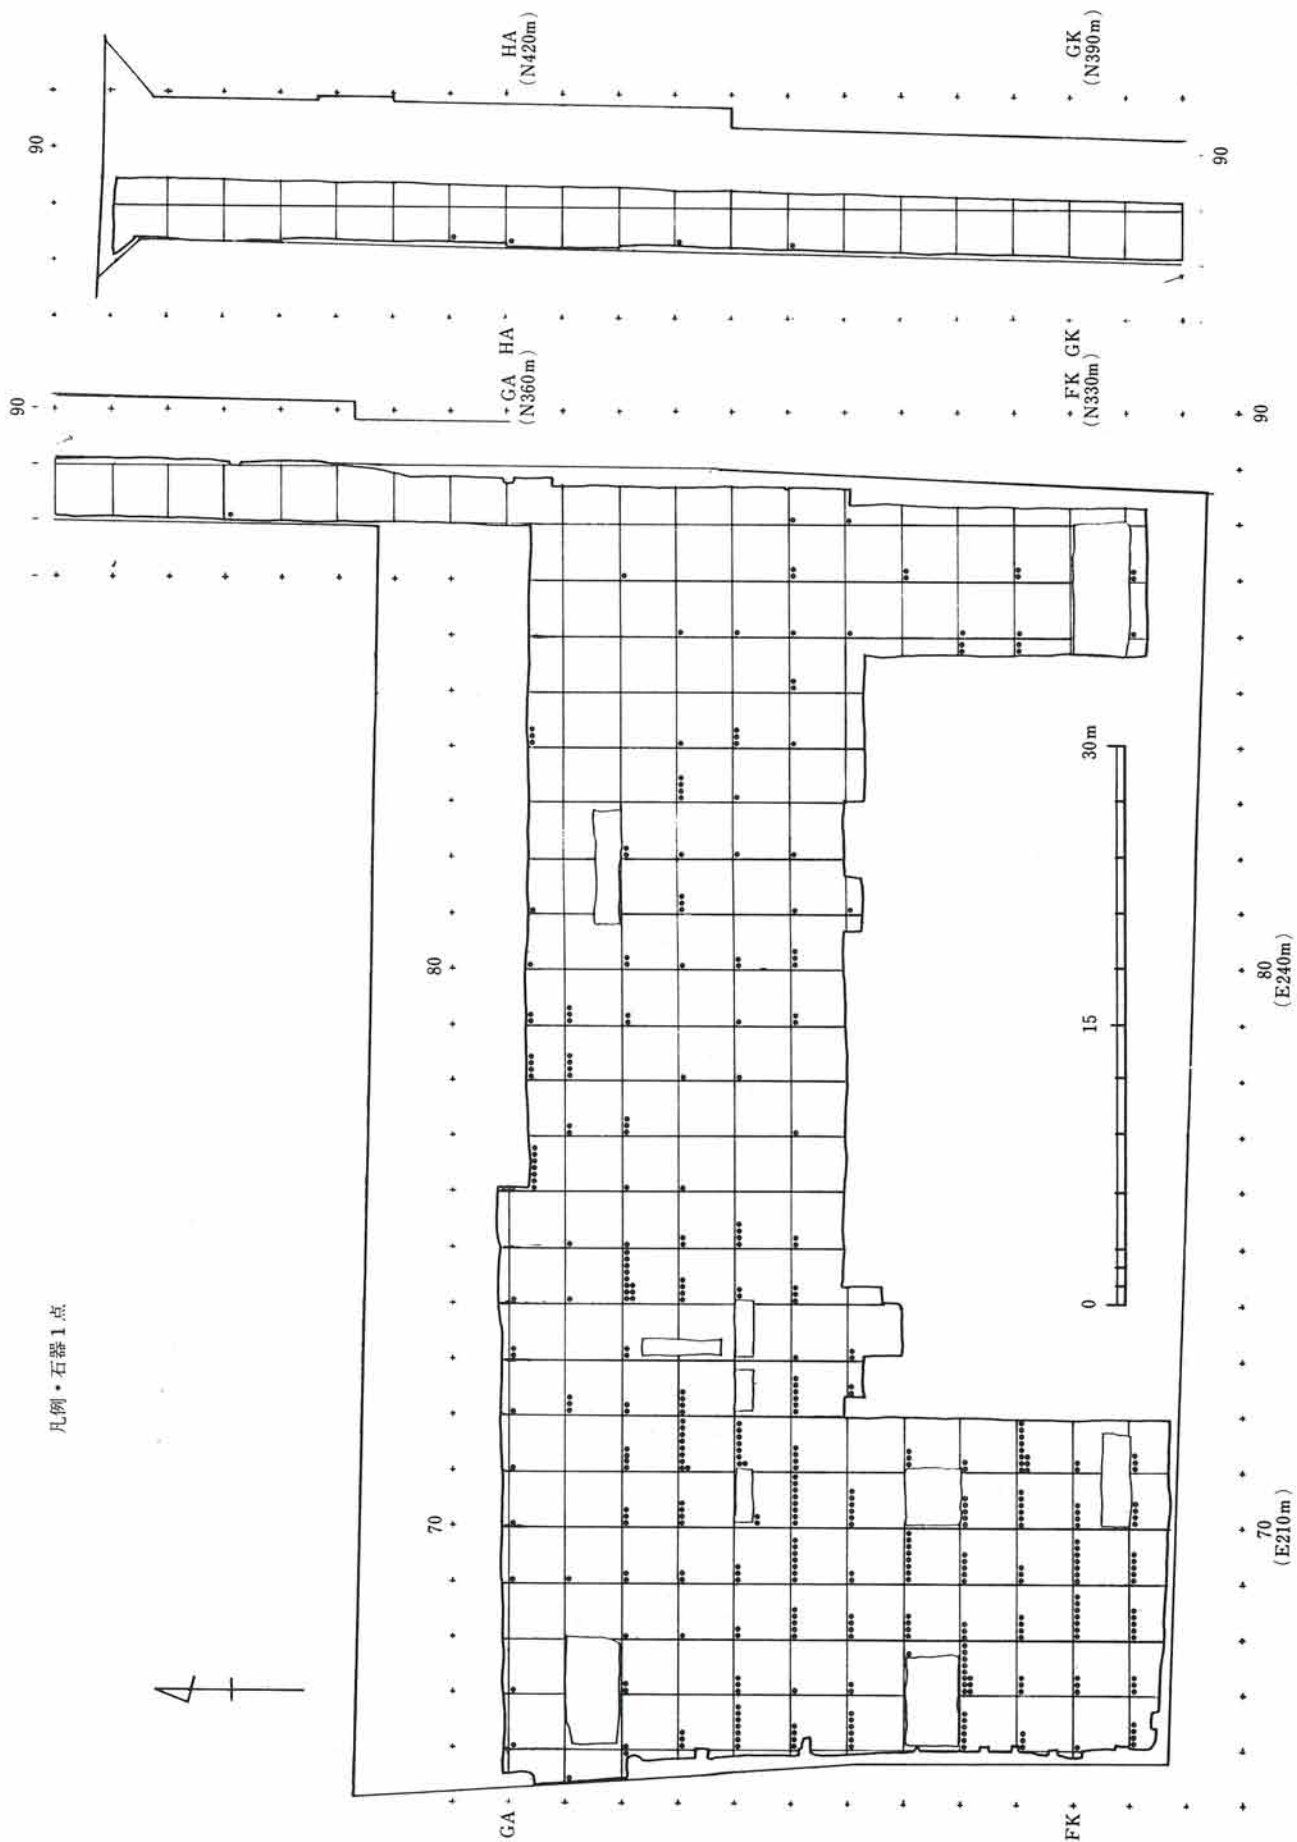 凡例・石器1点
90
HA
(N420m)
GK
(N390m)
90
90
GA HA
(N360m)
FK GK
(N330m)
90
80
70
GA
FK
0
15
30m
80
(E240m)
70
(E210m)